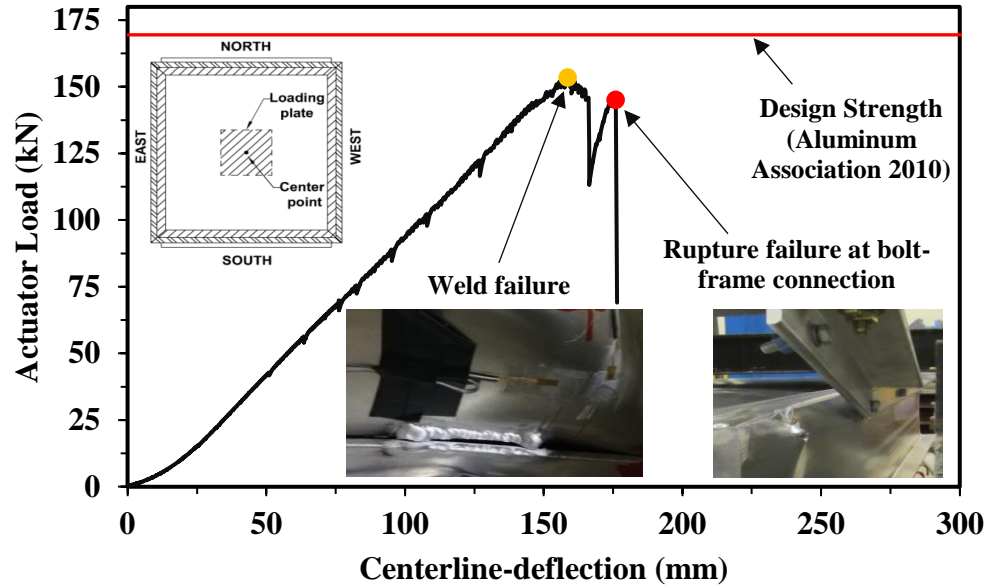 175
150
125
100
75
50
25
0
Actuator Load (kN)
NORTH
EAST
WEST
SOUTH
Loading
plate
Center
point
Design Strength
(Aluminum
Association 2010)
Weld failure
Rupture failure at bolt-
frame connection
0
50
100
150
200
250
300
Centerline-deflection (mm)